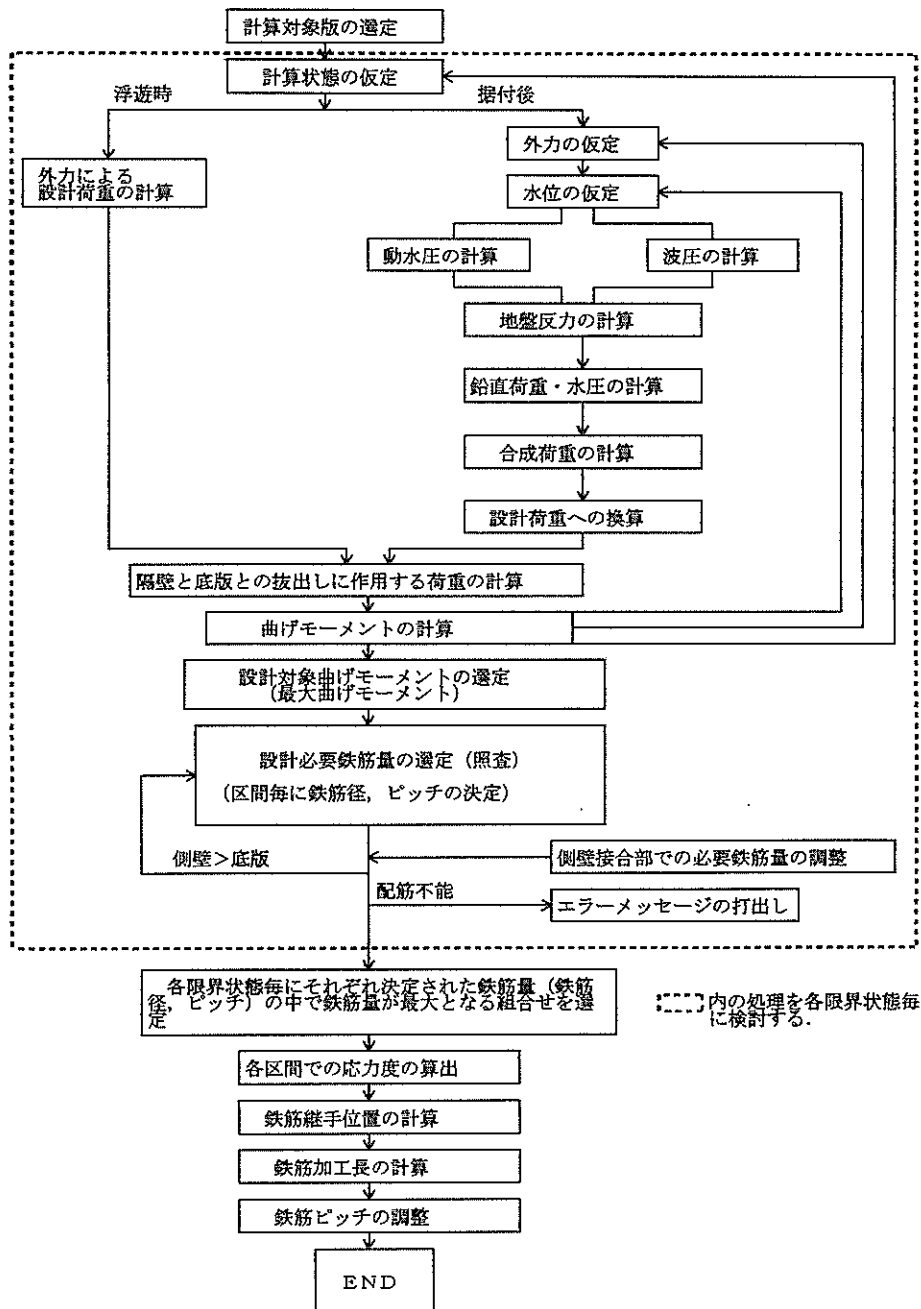 計算対象版の選定
計算状態の仮定
浮遊時
据付後
外力の仮定
外力による
設計荷重の計算
水位の仮定
動水圧の計算
波圧の計算
地盤反力の計算
鉛直荷重・水圧の計算
合成荷重の計算
設計荷重への換算
隔壁と底版との抜出しに作用する荷重の計算
曲げモーメントの計算
設計対象曲げモーメントの選定
(最大曲げモーメント)
設計必要鉄筋量の選定(照査)
(区間毎に鉄筋径,ピッチの決定)
側壁>底版
側壁接合部での必要鉄筋量の調整
配筋不能
エラーメッセージの打出し
各限界状態毎にそれぞれ決定された鉄筋量(鉄筋
径,ピッチ)の中で鉄筋量が最大となる組合せを選
定
内の処理を各限界状態毎
に検討する.
各区間での応力度の算出
鉄筋継手位置の計算
鉄筋加工長の計算
鉄筋ピッチの調整
END